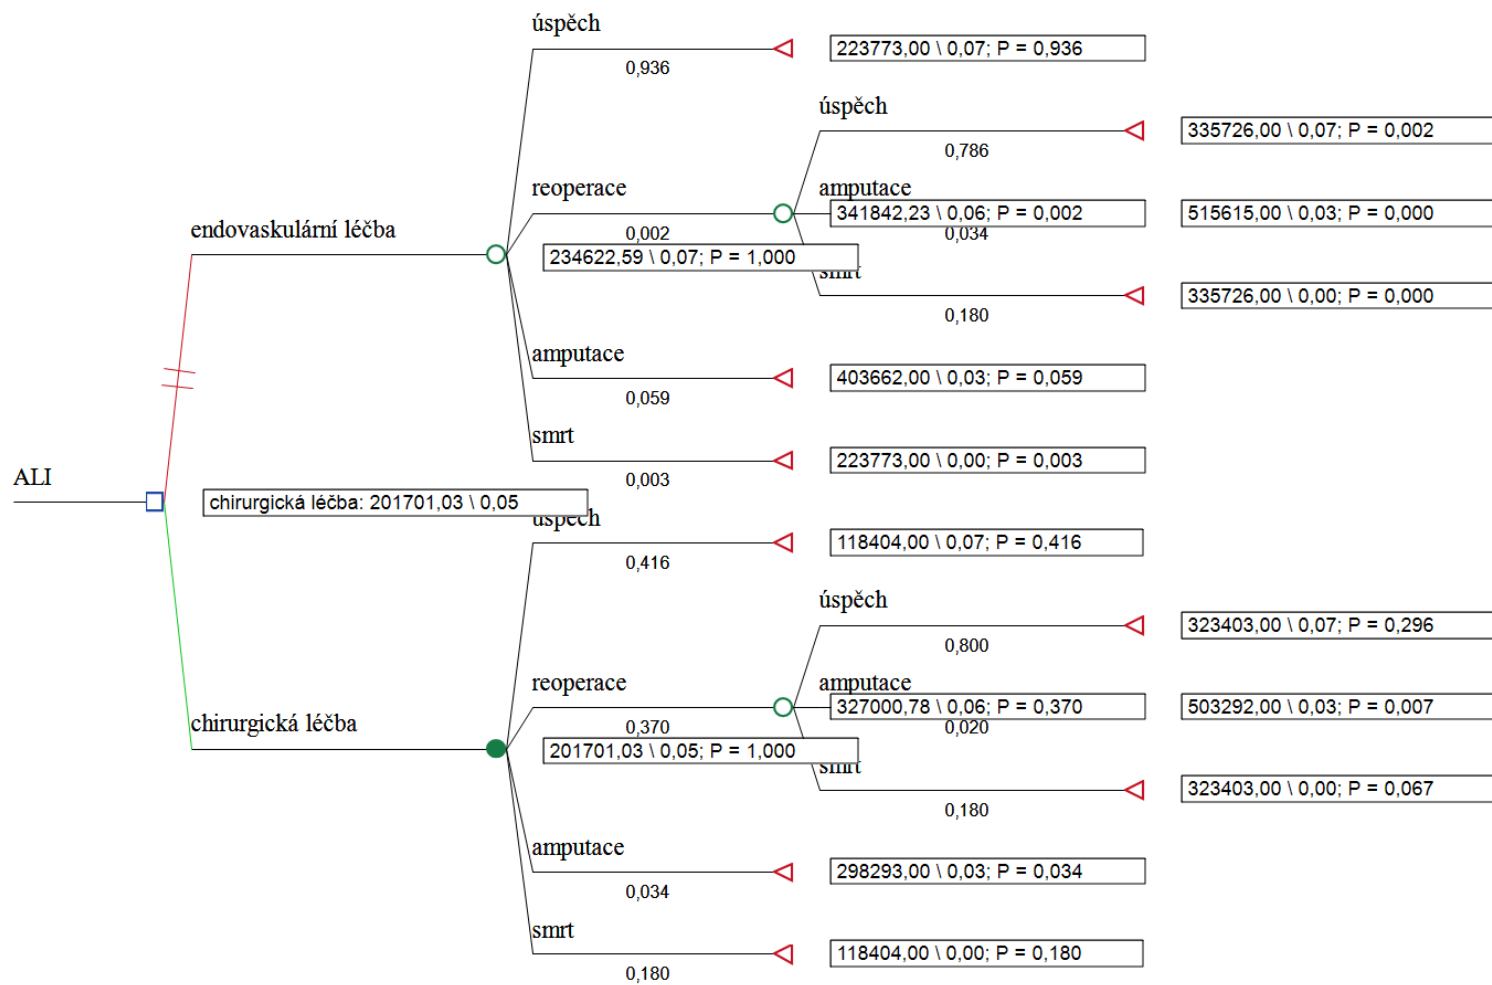 úspěch
0,936
223773,00 \ 0,07; P = 0,936
úspěch
0,786
335726,00 \ 0,07; P = 0,002
reoperace
0,002
amputace
341842,23 \ 0,06; P = 0,002
0,034
515615,00 \ 0,03; P = 0,000
endovaskulární léčba
234622,59 \ 0,07; P = 1,000
smrt
0,180
335726,00 \ 0,00; P = 0,000
amputace
0,059
403662,00 \ 0,03; P = 0,059
smrt
0,003
223773,00 \ 0,00; P = 0,003
ALI
chirurgická léčba: 201701,03 \ 0,05
úspěch
0,416
118404,00 \ 0,07; P = 0,416
úspěch
0,800
323403,00 \ 0,07; P = 0,296
reoperace
0,370
amputace
327000,78 \ 0,06; P = 0,370
0,020
503292,00 \ 0,03; P = 0,007
chirurgická léčba
201701,03 \ 0,05; P = 1,000
smrt
0,180
323403,00 \ 0,00; P = 0,067
amputace
0,034
298293,00 \ 0,03; P = 0,034
smrt
0,180
118404,00 \ 0,00; P = 0,180